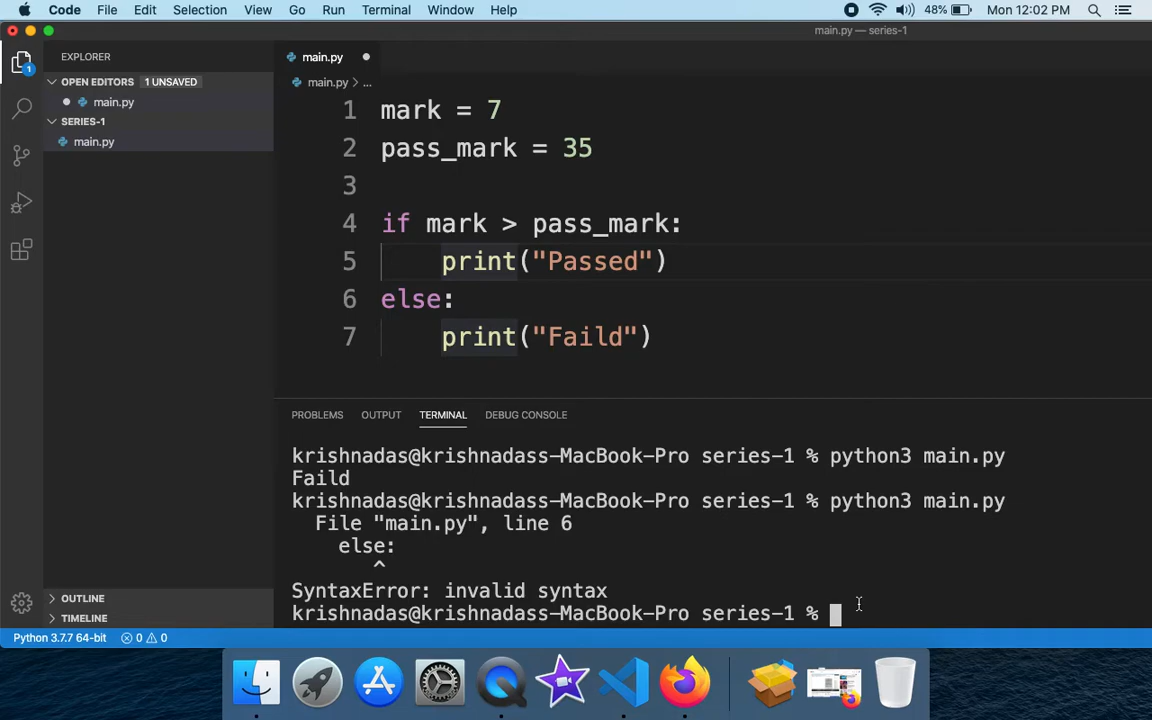 Code File Edit Selection View Go Run Terminal Window Help 48% Mon 12:02 PM
main.py — series-1
EXPLORER
OPEN EDITORS 1 UNSAVED
main.py
SERIES-1
main.py
OUTLINE
TIMELINE
1
main.py
main.py > ...
1 mark = 7
2 pass_mark = 35
3
4 if mark > pass_mark:
5 print("Passed")
6 else:
7 print("Faild")
PROBLEMS OUTPUT TERMINAL DEBUG CONSOLE
krishnadas@krishnadass-MacBook-Pro series-1 % python3 main.py
Faild
krishnadas@krishnadass-MacBook-Pro series-1 % python3 main.py
File "main.py", line 6
else:
^
SyntaxError: invalid syntax
krishnadas@krishnadass-MacBook-Pro series-1 %
Python 3.7.7 64-bit 0 0